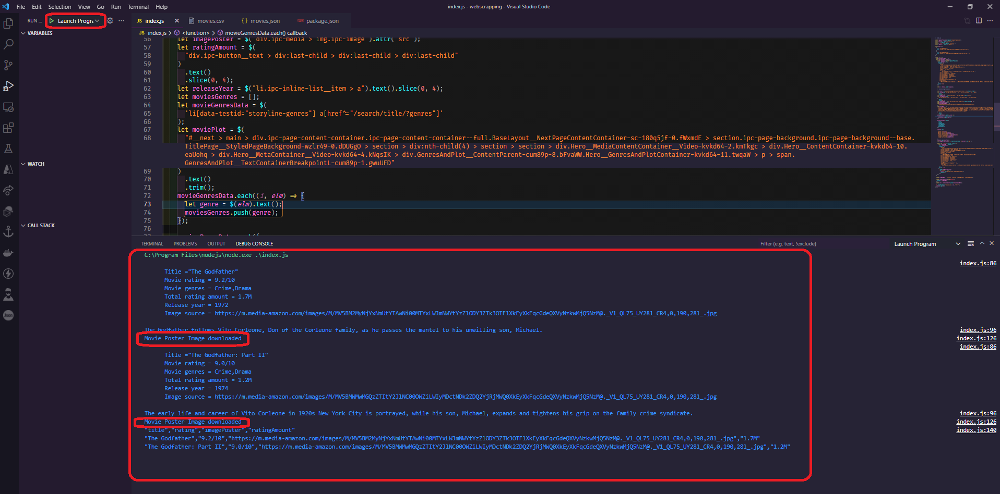 File Edit Selection View Go Run Terminal Help
index.js - webscrapping - Visual Studio Code
RUN ... Launch Progra
JS index.js
movies.csv
{} movies.json
package.json
VARIABLES
JS index.js > <function> > movieGenresData.each() callback
56 let imagePoster = $("div.ipc-media > img.ipc-image").attr("src");
57 let ratingAmount = $(
58 "div.ipc-button__text > div:last-child > div:last-child > div:last-child"
59 )
60 .text()
61 .slice(0, 4);
62 let releaseYear = $("li.ipc-inline-list__item > a").text().slice(0, 4);
63 let moviesGenres = [];
64 let movieGenresData = $(
65 'li[data-testid="storyline-genres"] a[href^="/search/title/?genres"]'
66 );
67 let moviePlot = $(
68 "#__next > main > div.ipc-page-content-container.ipc-page-content-container--full.BaseLayout__NextPageContentContainer-sc-180q5jf-0.fWxmdE > section.ipc-page-background.ipc-page-background--base.
TitlePage__StyledPageBackground-wzlr49-0.dDUGgO > section > div:nth-child(4) > section > section > div.Hero__MediaContentContainer__Video-kvkd64-2.kmTkgc > div.Hero__ContentContainer-kvkd64-10.
eaUohq > div.Hero__MetaContainer__Video-kvkd64-4.kNqsIK > div.GenresAndPlot__ContentParent-cum89p-8.bFvaWW.Hero__GenresAndPlotContainer-kvkd64-11.twqaW > p > span.
GenresAndPlot__TextContainerBreakpointL-cum89p-1.gwuUFD"
69 )
70 .text()
71 .trim();
72 movieGenresData.each((i, elm) => {
73 let genre = $(elm).text();
74 moviesGenres.push(genre);
75 });
76
WATCH
CALL STACK
TERMINAL PROBLEMS OUTPUT DEBUG CONSOLE
Filter (e.g. text, !exclude)
Launch Program
C:\Program Files\nodejs\node.exe .\index.js
index.js:86
Title ="The Godfather"
Movie rating = 9.2/10
Movie genres = Crime,Drama
Total rating amount = 1.7M
Release year = 1972
Image source = https://m.media-amazon.com/images/M/MV5BM2MyNjYxNmUtYTAwNi00MTYxLWJmNWYtYzZlODY3ZTk3OTFlXkEyXkFqcGdeQXVyNzkwMjQ5NzM@._V1_QL75_UY281_CR4,0,190,281_.jpg
The Godfather follows Vito Corleone, Don of the Corleone family, as he passes the mantel to his unwilling son, Michael.
index.js:96
Movie Poster Image downloaded
index.js:126
index.js:86
Title ="The Godfather: Part II"
Movie rating = 9.0/10
Movie genres = Crime,Drama
Total rating amount = 1.2M
Release year = 1974
Image source = https://m.media-amazon.com/images/M/MV5BMWMwMGQzZTItY2JlNC00OWZiLWIyMDctNDk2ZDQ2YjRjMWQ0XkEyXkFqcGdeQXVyNzkwMjQ5NzM@._V1_QL75_UY281_CR4,0,190,281_.jpg
The early life and career of Vito Corleone in 1920s New York City is portrayed, while his son, Michael, expands and tightens his grip on the family crime syndicate.
index.js:96
Movie Poster Image downloaded
index.js:126
"title","rating","imagePoster","ratingAmount"
index.js:140
"The Godfather","9.2/10","https://m.media-amazon.com/images/M/MV5BM2MyNjYxNmUtYTAwNi00MTYxLWJmNWYtYzZlODY3ZTk3OTFlXkEyXkFqcGdeQXVyNzkwMjQ5NzM@._V1_QL75_UY281_CR4,0,190,281_.jpg","1.7M"
"The Godfather: Part II","9.0/10","https://m.media-amazon.com/images/M/MV5BMWMwMGQzZTItY2JlNC00OWZiLWIyMDctNDk2ZDQ2YjRjMWQ0XkEyXkFqcGdeQXVyNzkwMjQ5NzM@._V1_QL75_UY281_CR4,0,190,281_.jpg","1.2M"
Json